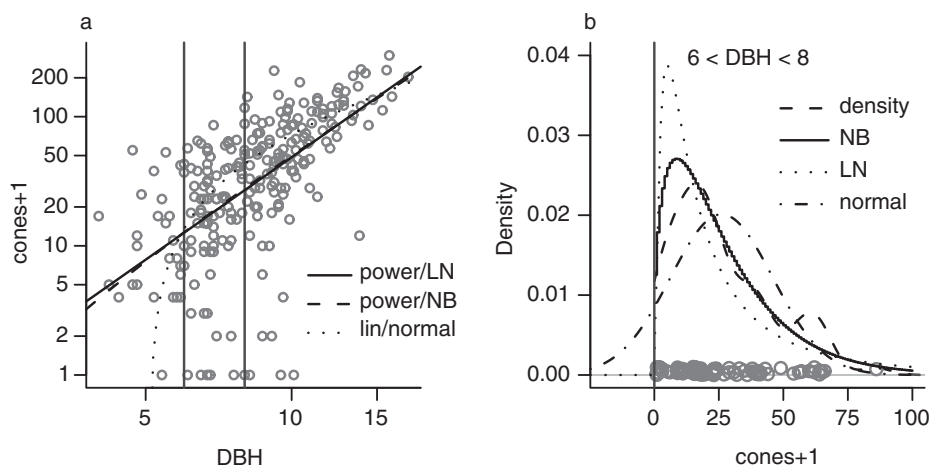 a
200
100
50
20
10
5
2
1
cones+1
power/LN
power/NB
lin/normal
5
10
15
DBH
b
6 < DBH < 8
density
NB
LN
normal
0.04
0.03
0.02
0.01
0.00
Density
0
25
50
75
100
cones+1